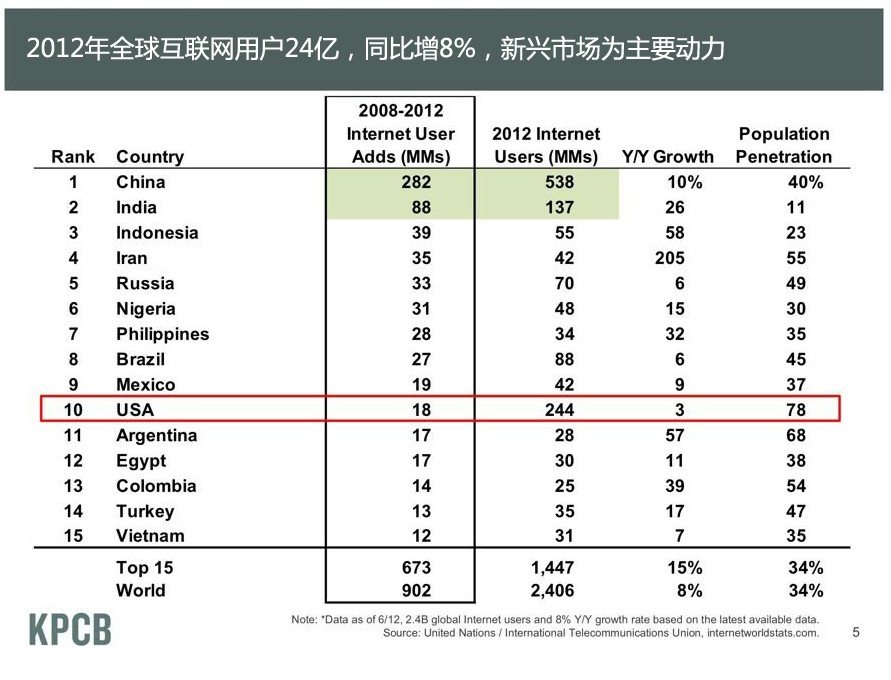 2012年全球互联网用户24亿，同比增8%，新兴市场为主要动力
Rank Country 2008-2012 Internet User Adds (MMs) 2012 Internet Users (MMs) Y/Y Growth Population Penetration
1 China 282 538 10% 40%
2 India 88 137 26 11
3 Indonesia 39 55 58 23
4 Iran 35 42 205 55
5 Russia 33 70 6 49
6 Nigeria 31 48 15 30
7 Philippines 28 34 32 35
8 Brazil 27 88 6 45
9 Mexico 19 42 9 37
10 USA 18 244 3 78
11 Argentina 17 28 57 68
12 Egypt 17 30 11 38
13 Colombia 14 25 39 54
14 Turkey 13 35 17 47
15 Vietnam 12 31 7 35
Top 15 673 1,447 15% 34%
World 902 2,406 8% 34%
Note: *Data as of 6/12, 2.4B global Internet users and 8% Y/Y growth rate based on the latest available data.
Source: United Nations / International Telecommunications Union, internetworldstats.com.
KPCB
5